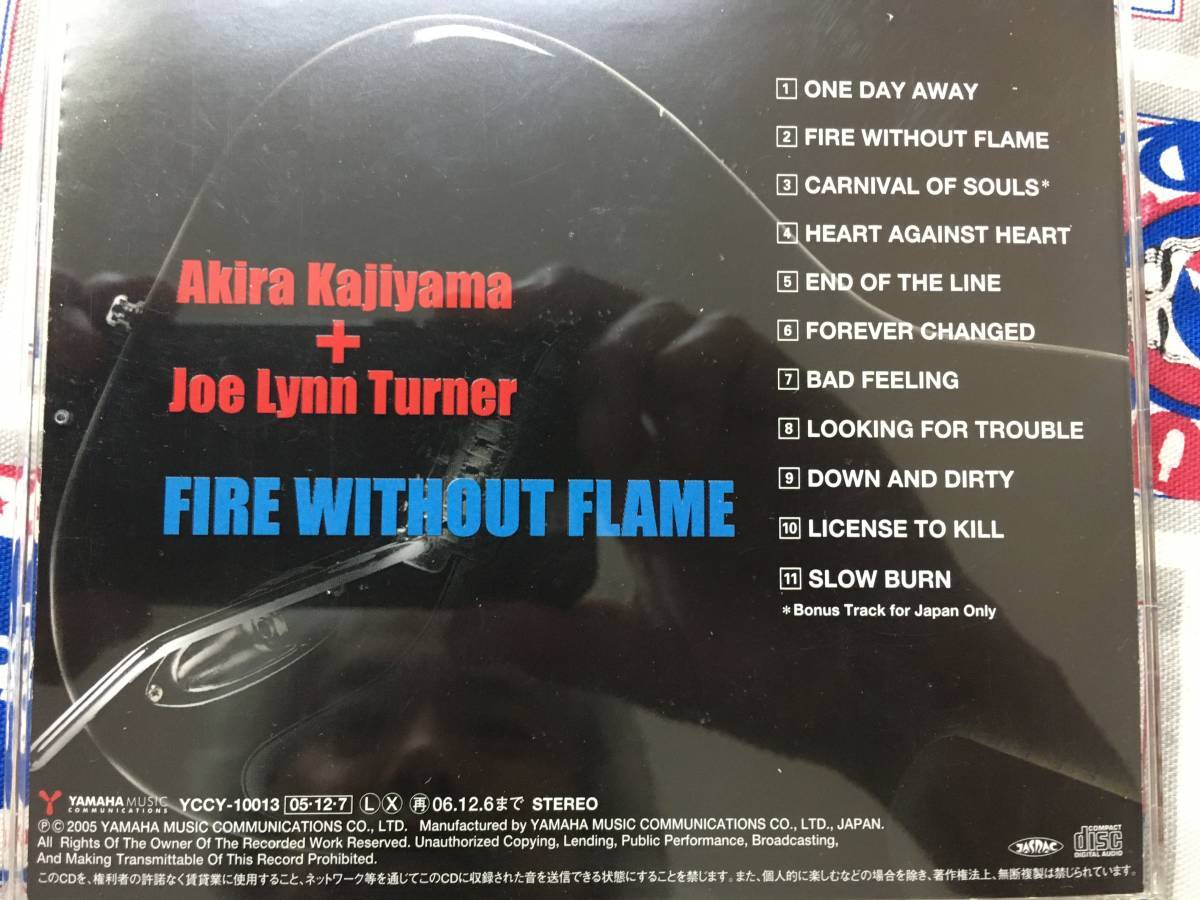 1 ONE DAY AWAY
2 FIRE WITHOUT FLAME
3 CARNIVAL OF SOULS*
4 HEART AGAINST HEART
5 END OF THE LINE
6 FOREVER CHANGED
7 BAD FEELING
8 LOOKING FOR TROUBLE
9 DOWN AND DIRTY
10 LICENSE TO KILL
11 SLOW BURN
*Bonus Track for Japan Only
Akira Kajiyama
+
Joe Lynn Turner
FIRE WITHOUT FLAME
YAMAHA MUSIC
COMMUNICATIONS
YCCY-10013 05・12・7 Ⓛ Ⓧ ㊢ 06.12.6まで STEREO
℗© 2005 YAMAHA MUSIC COMMUNICATIONS CO., LTD. Manufactured by YAMAHA MUSIC COMMUNICATIONS CO., LTD., JAPAN.
All Rights Of The Owner Of The Recorded Work Reserved. Unauthorized Copying, Lending, Public Performance, Broadcasting,
And Making Transmittable Of This Record Prohibited.
このCDを、権利者の許諾なく賃貸業に使用すること、ネットワーク等を通じてこのCDに収録された音を送信できる状態にすることを禁じます。また、個人的に楽しむなどの場合を除き、著作権法上、無断複製は禁じられています。
JASRAC
COMPACT
disc
DIGITAL AUDIO